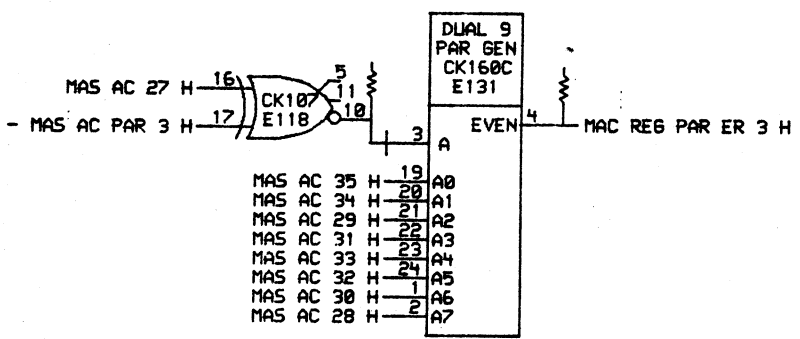 DUAL 9
PAR GEN
CK160C
E131
MAS AC 27 H 16
5
11
CK107
10
- MAS AC PAR 3 H 17
E118
3 A
EVEN 4 MAC REG PAR ER 3 H
MAS AC 35 H 19 A0
MAS AC 34 H 20 A1
MAS AC 29 H 21 A2
MAS AC 31 H 22 A3
MAS AC 33 H 23 A4
MAS AC 32 H 24 A5
MAS AC 30 H 1 A6
MAS AC 28 H 2 A7